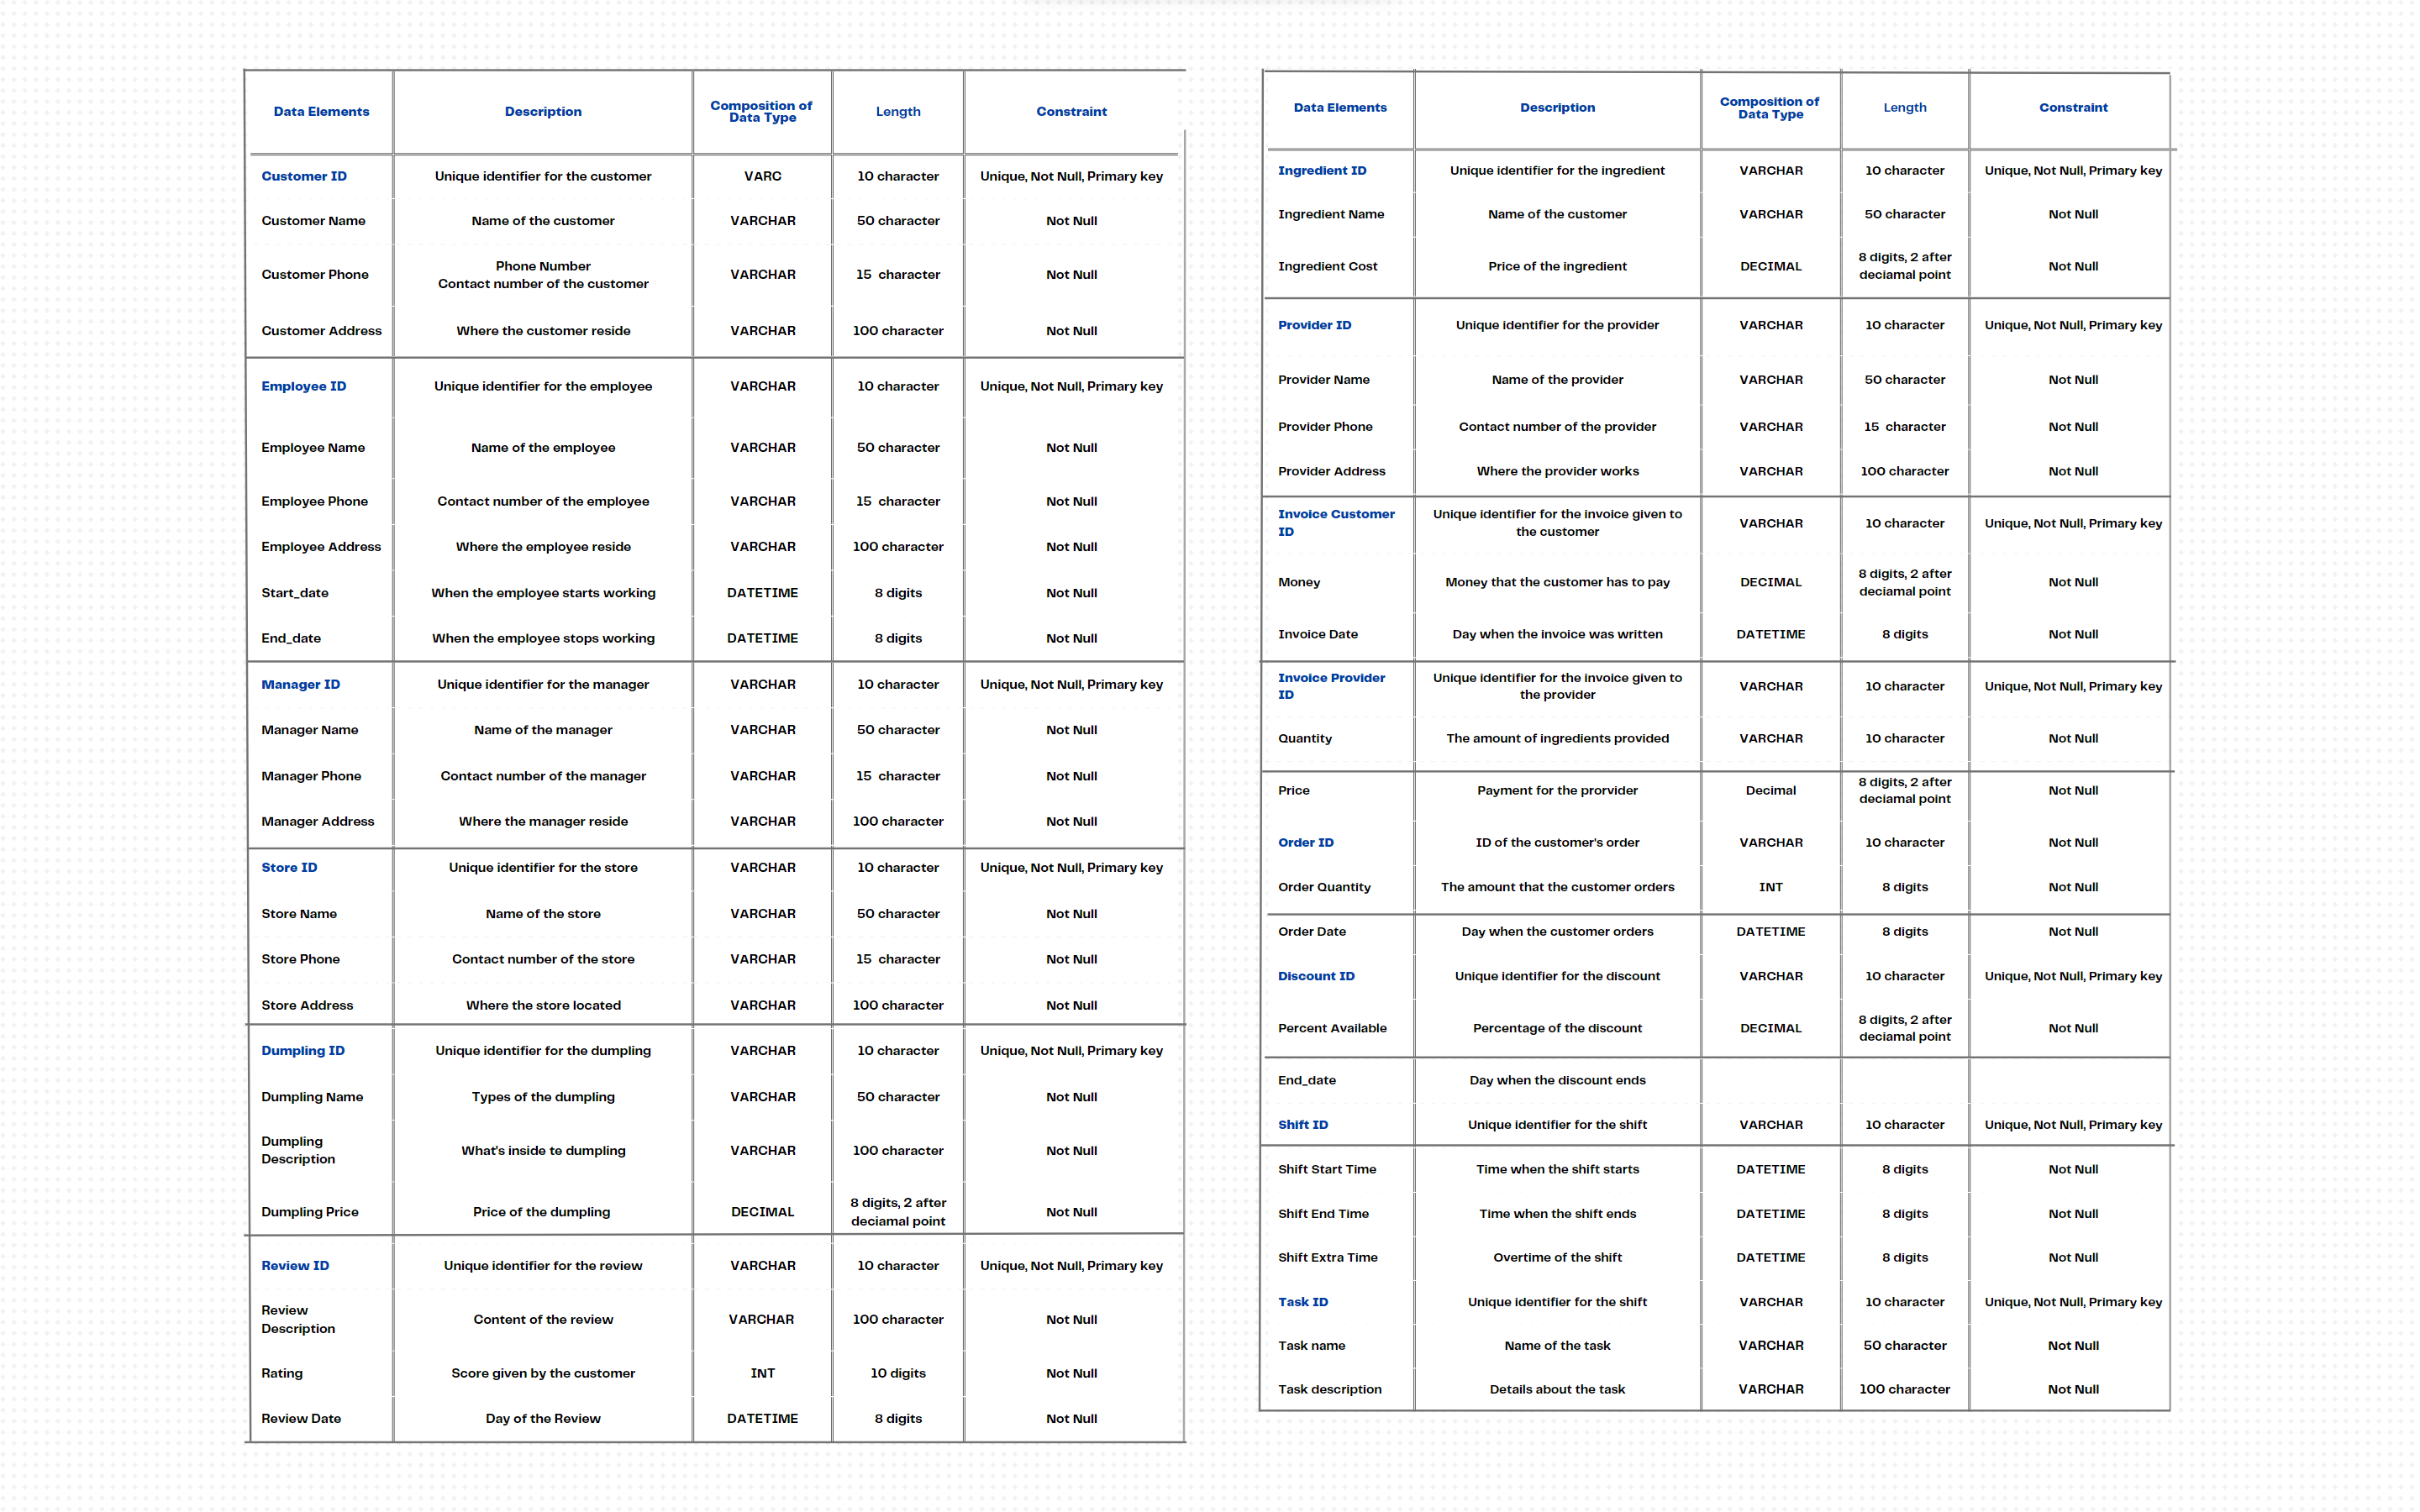 Data Elements Description Composition of Data Type Length Constraint
Customer ID Unique identifier for the customer VARC 10 character Unique, Not Null, Primary key
Customer Name Name of the customer VARCHAR 50 character Not Null
Customer Phone Phone Number Contact number of the customer VARCHAR 15 character Not Null
Customer Address Where the customer reside VARCHAR 100 character Not Null
Employee ID Unique identifier for the employee VARCHAR 10 character Unique, Not Null, Primary key
Employee Name Name of the employee VARCHAR 50 character Not Null
Employee Phone Contact number of the employee VARCHAR 15 character Not Null
Employee Address Where the employee reside VARCHAR 100 character Not Null
Start_date When the employee starts working DATETIME 8 digits Not Null
End_date When the employee stops working DATETIME 8 digits Not Null
Manager ID Unique identifier for the manager VARCHAR 10 character Unique, Not Null, Primary key
Manager Name Name of the manager VARCHAR 50 character Not Null
Manager Phone Contact number of the manager VARCHAR 15 character Not Null
Manager Address Where the manager reside VARCHAR 100 character Not Null
Store ID Unique identifier for the store VARCHAR 10 character Unique, Not Null, Primary key
Store Name Name of the store VARCHAR 50 character Not Null
Store Phone Contact number of the store VARCHAR 15 character Not Null
Store Address Where the store located VARCHAR 100 character Not Null
Dumpling ID Unique identifier for the dumpling VARCHAR 10 character Unique, Not Null, Primary key
Dumpling Name Types of the dumpling VARCHAR 50 character Not Null
Dumpling Description What's inside te dumpling VARCHAR 100 character Not Null
Dumpling Price Price of the dumpling DECIMAL 8 digits, 2 after deciamal point Not Null
Review ID Unique identifier for the review VARCHAR 10 character Unique, Not Null, Primary key
Review Description Content of the review VARCHAR 100 character Not Null
Rating Score given by the customer INT 10 digits Not Null
Review Date Day of the Review DATETIME 8 digits Not Null
Data Elements Description Composition of Data Type Length Constraint
Ingredient ID Unique identifier for the ingredient VARCHAR 10 character Unique, Not Null, Primary key
Ingredient Name Name of the customer VARCHAR 50 character Not Null
Ingredient Cost Price of the ingredient DECIMAL 8 digits, 2 after deciamal point Not Null
Provider ID Unique identifier for the provider VARCHAR 10 character Unique, Not Null, Primary key
Provider Name Name of the provider VARCHAR 50 character Not Null
Provider Phone Contact number of the provider VARCHAR 15 character Not Null
Provider Address Where the provider works VARCHAR 100 character Not Null
Invoice Customer ID Unique identifier for the invoice given to the customer VARCHAR 10 character Unique, Not Null, Primary key
Money Money that the customer has to pay DECIMAL 8 digits, 2 after deciamal point Not Null
Invoice Date Day when the invoice was written DATETIME 8 digits Not Null
Invoice Provider ID Unique identifier for the invoice given to the provider VARCHAR 10 character Unique, Not Null, Primary key
Quantity The amount of ingredients provided VARCHAR 10 character Not Null
Price Payment for the prorvider Decimal 8 digits, 2 after deciamal point Not Null
Order ID ID of the customer's order VARCHAR 10 character Not Null
Order Quantity The amount that the customer orders INT 8 digits Not Null
Order Date Day when the customer orders DATETIME 8 digits Not Null
Discount ID Unique identifier for the discount VARCHAR 10 character Unique, Not Null, Primary key
Percent Available Percentage of the discount DECIMAL 8 digits, 2 after deciamal point Not Null
End_date Day when the discount ends
Shift ID Unique identifier for the shift VARCHAR 10 character Unique, Not Null, Primary key
Shift Start Time Time when the shift starts DATETIME 8 digits Not Null
Shift End Time Time when the shift ends DATETIME 8 digits Not Null
Shift Extra Time Overtime of the shift DATETIME 8 digits Not Null
Task ID Unique identifier for the shift VARCHAR 10 character Unique, Not Null, Primary key
Task name Name of the task VARCHAR 50 character Not Null
Task description Details about the task VARCHAR 100 character Not Null